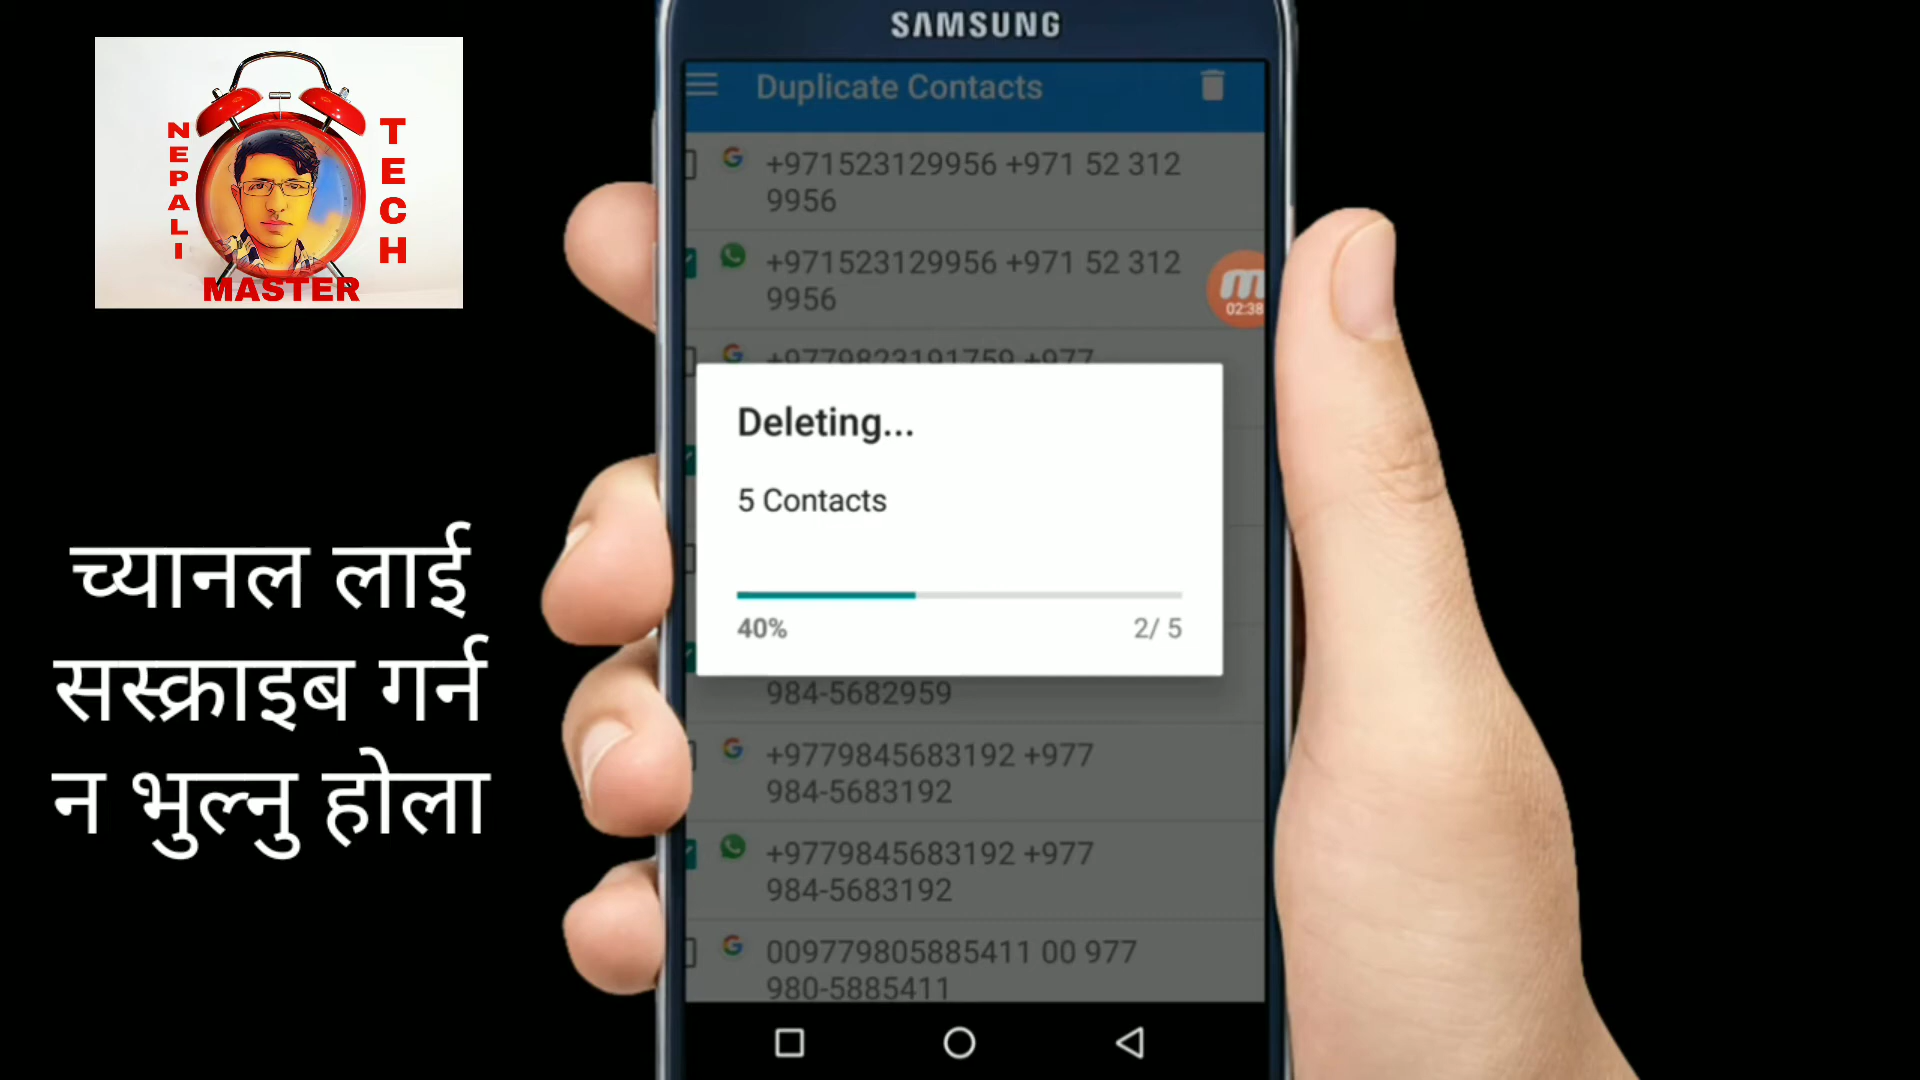 NEPALI
TECH
MASTER
च्यानल लाई
सस्क्राइब गर्न
न भुल्नु होला
SAMSUNG
Duplicate Contacts
+971523129956 +971 52 312
9956
+971523129956 +971 52 312
9956
02:38
+9779823191759 +977
Deleting...
5 Contacts
40%
2/ 5
984-5682959
+9779845683192 +977
984-5683192
+9779845683192 +977
984-5683192
009779805885411 00 977
980-5885411